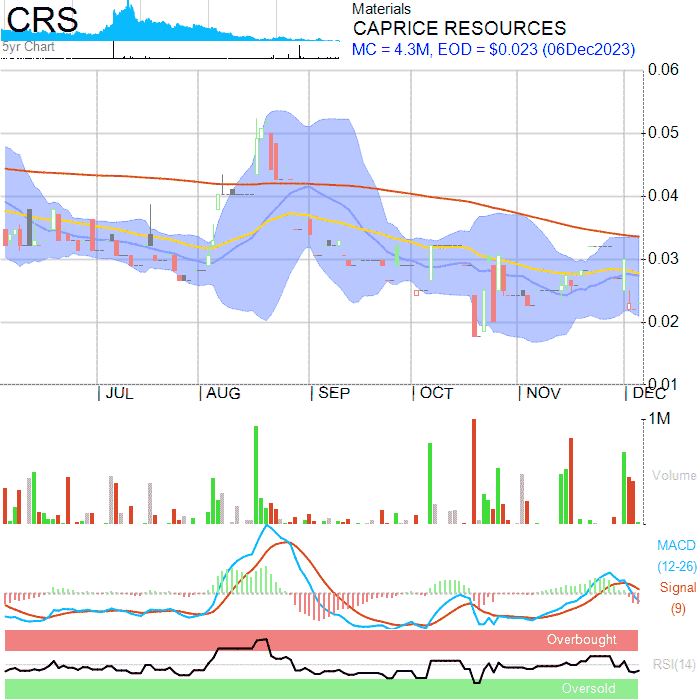 CRS
5yr Chart
Materials
CAPRICE RESOURCES
MC = 4.3M, EOD = $0.023 (06Dec2023)
0.06
0.05
0.04
0.03
0.02
0.01
JUL
AUG
SEP
OCT
NOV
DEC
1M
Volume
MACD
(12-26)
Signal
(9)
Overbought
RSI(14)
Oversold